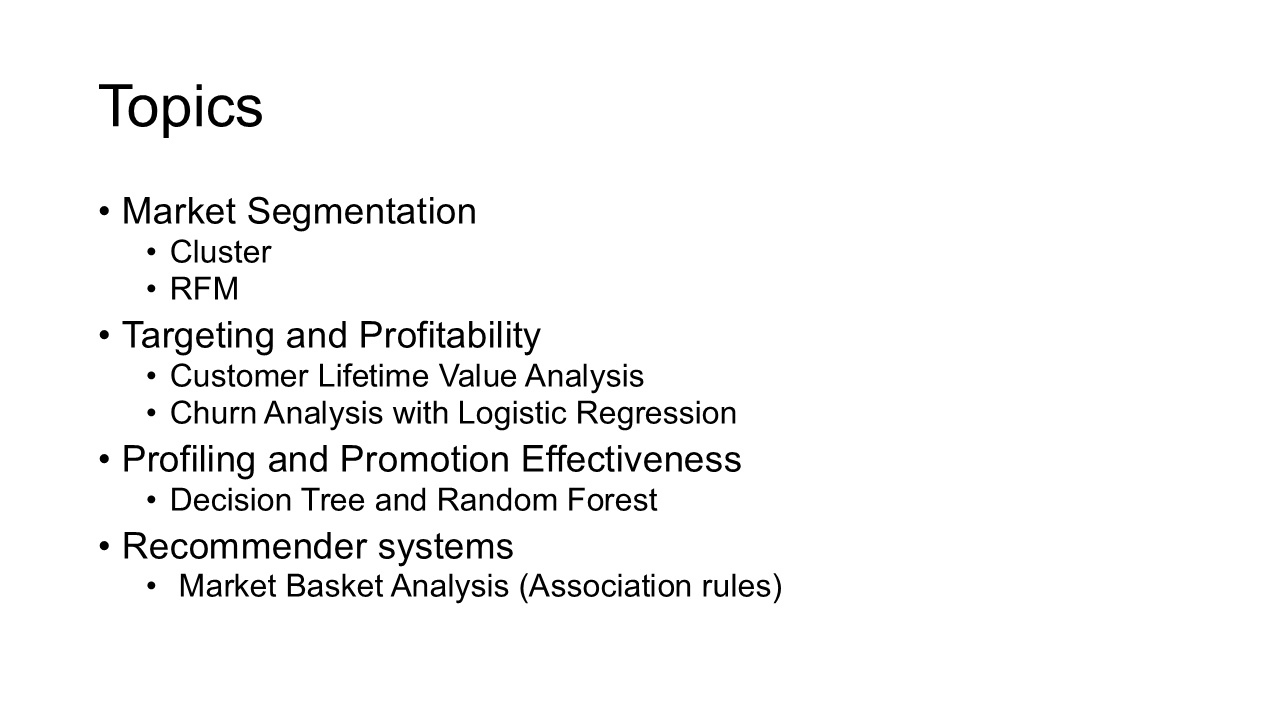 Topics
• Market Segmentation
• Cluster
• RFM
• Targeting and Profitability
• Customer Lifetime Value Analysis
• Churn Analysis with Logistic Regression
• Profiling and Promotion Effectiveness
• Decision Tree and Random Forest
• Recommender systems
• Market Basket Analysis (Association rules)